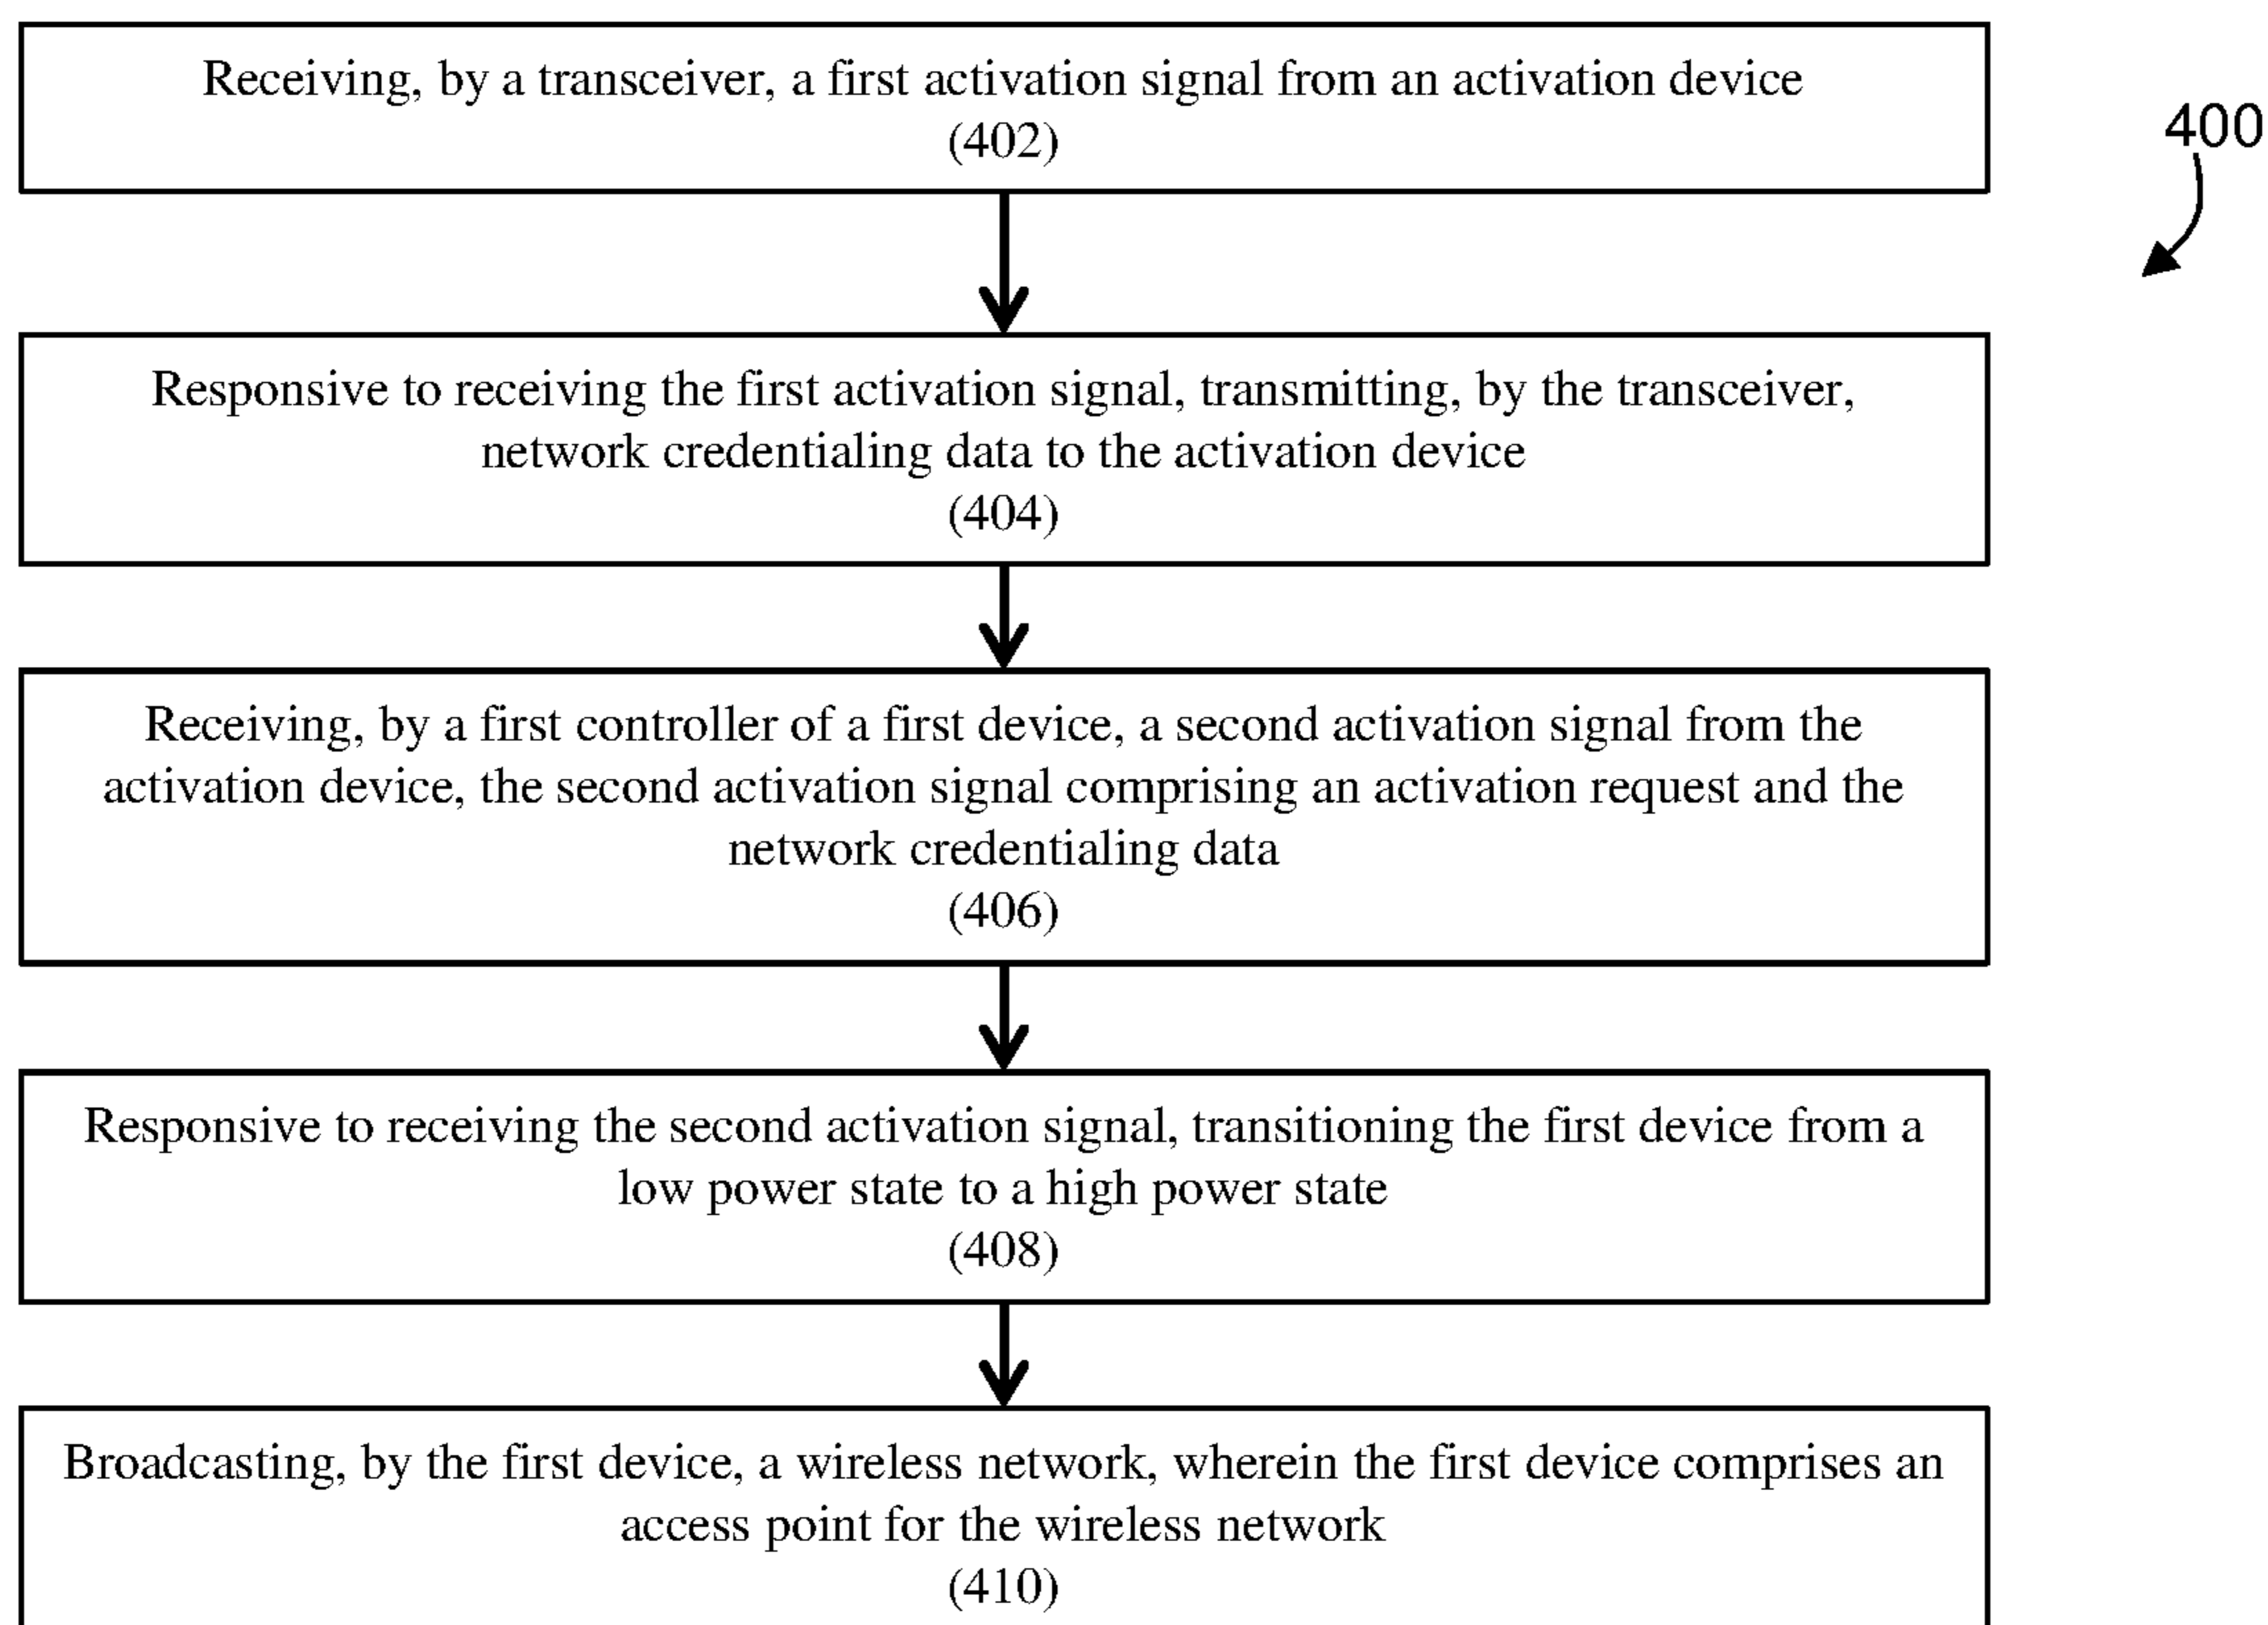 Receiving, by a transceiver, a first activation signal from an activation device
(402)
400
Responsive to receiving the first activation signal, transmitting, by the transceiver,
network credentialing data to the activation device
(404)
Receiving, by a first controller of a first device, a second activation signal from the
activation device, the second activation signal comprising an activation request and the
network credentialing data
(406)
Responsive to receiving the second activation signal, transitioning the first device from a
low power state to a high power state
(408)
Broadcasting, by the first device, a wireless network, wherein the first device comprises an
access point for the wireless network
(410)